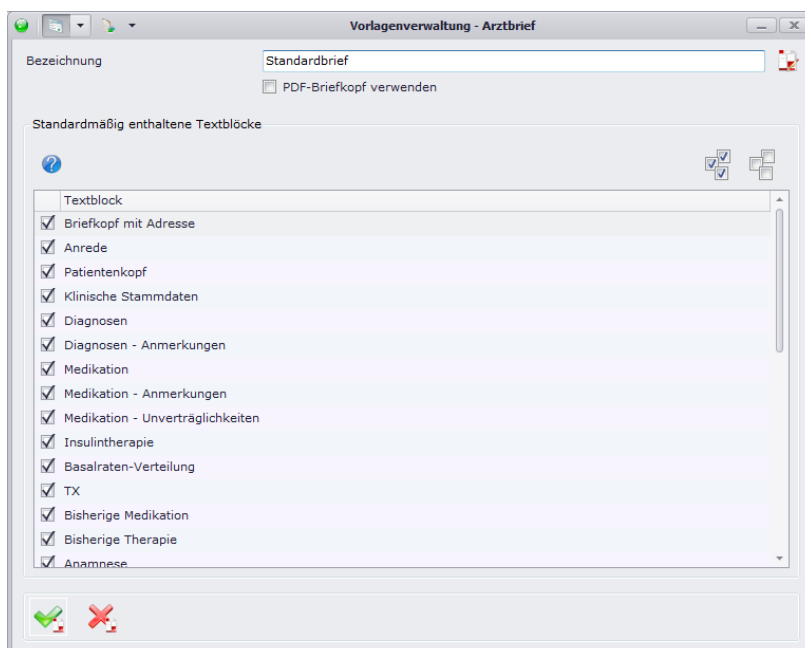 Vorlagenverwaltung - Arztbrief
Bezeichnung
Standardbrief
PDF-Briefkopf verwenden
Standardmäßig enthaltene Textblöcke
Textblock
Briefkopf mit Adresse
Anrede
Patientenkopf
Klinische Stammdaten
Diagnosen
Diagnosen - Anmerkungen
Medikation
Medikation - Anmerkungen
Medikation - Unverträglichkeiten
Insulintherapie
Basalraten-Verteilung
TX
Bisherige Medikation
Bisherige Therapie
Anamnese